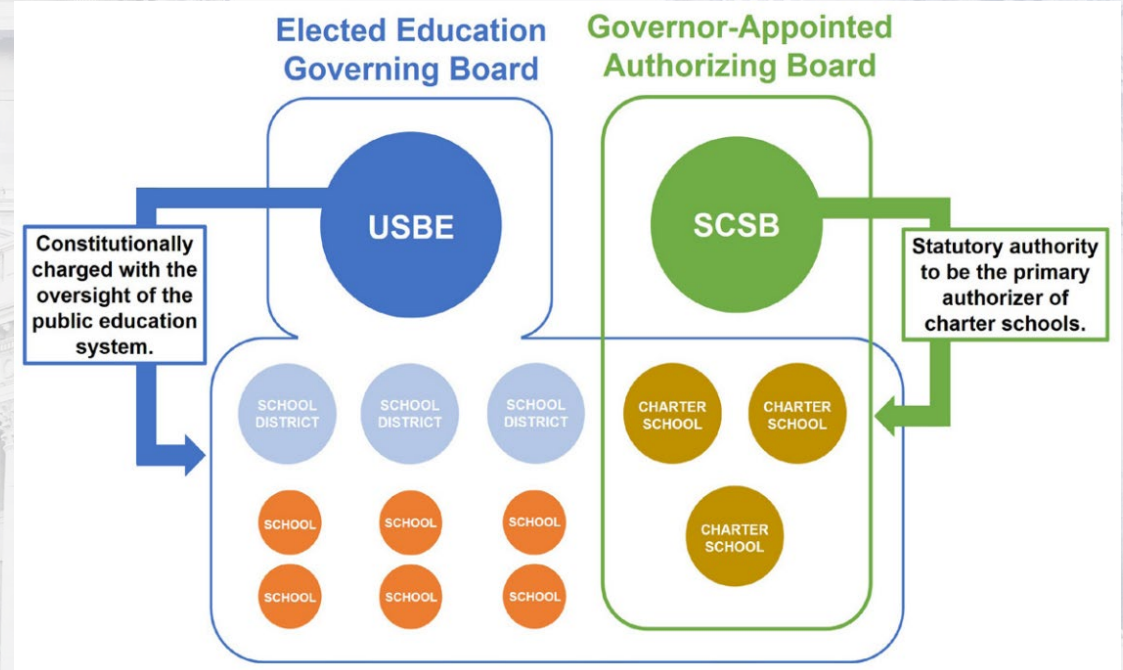 Elected Education
Governing Board
Governor-Appointed
Authorizing Board
USBE
SCSB
Constitutionally
charged with the
oversight of the
public education
system.
Statutory authority
to be the primary
authorizer of
charter schools.
SCHOOL
DISTRICT
SCHOOL
DISTRICT
SCHOOL
DISTRICT
CHARTER
SCHOOL
CHARTER
SCHOOL
SCHOOL
SCHOOL
SCHOOL
CHARTER
SCHOOL
SCHOOL
SCHOOL
SCHOOL